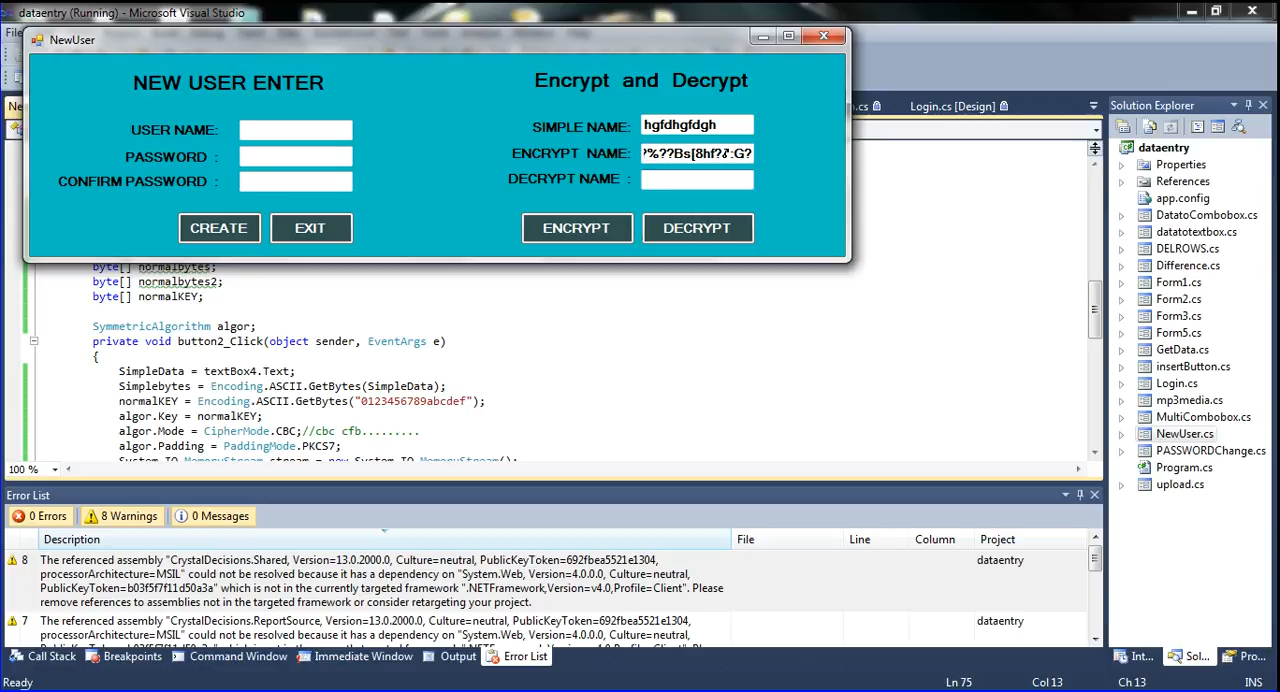 dataentry (Running) - Microsoft Visual Studio
NewUser
NEW USER ENTER
USER NAME:
PASSWORD :
CONFIRM PASSWORD :
CREATE EXIT
Encrypt and Decrypt
SIMPLE NAME: hgfdhgfdgh
ENCRYPT NAME:
DECRYPT NAME :
ENCRYPT DECRYPT
Login.cs [Design]
byte[] normalbytes;
byte[] normalbytes2;
byte[] normalKEY;
SymmetricAlgorithm algor;
private void button2_Click(object sender, EventArgs e)
{
SimpleData = textBox4.Text;
Simplebytes = Encoding.ASCII.GetBytes(SimpleData);
normalKEY = Encoding.ASCII.GetBytes("0123456789abcdef");
algor.Key = normalKEY;
algor.Mode = CipherMode.CBC;//cbc cfb.........
algor.Padding = PaddingMode.PKCS7;
System.IO.MemoryStream stream = new System.IO.MemoryStream();
100 %
Solution Explorer
dataentry
Properties
References
app.config
DatatoCombobox.cs
datatotextbox.cs
DELROWS.cs
Difference.cs
Form1.cs
Form2.cs
Form3.cs
Form5.cs
GetData.cs
insertButton.cs
Login.cs
mp3media.cs
MultiCombobox.cs
NewUser.cs
PASSWORDChange.cs
Program.cs
upload.cs
Error List
0 Errors 8 Warnings 0 Messages
Description File Line Column Project
8 The referenced assembly "CrystalDecisions.Shared, Version=13.0.2000.0, Culture=neutral, PublicKeyToken=692fbea5521e1304, dataentry
processorArchitecture=MSIL" could not be resolved because it has a dependency on "System.Web, Version=4.0.0.0, Culture=neutral,
PublicKeyToken=b03f5f7f11d50a3a" which is not in the currently targeted framework ".NETFramework,Version=v4.0,Profile=Client". Please
remove references to assemblies not in the targeted framework or consider retargeting your project.
7 The referenced assembly "CrystalDecisions.ReportSource, Version=13.0.2000.0, Culture=neutral, PublicKeyToken=692fbea5521e1304, dataentry
processorArchitecture=MSIL" could not be resolved because it has a dependency on "System.Web, Version=4.0.0.0, Culture=neutral,
Call Stack Breakpoints Command Window Immediate Window Output Error List
Int... Sol... Pro...
Ready Ln 75 Col 13 Ch 13 INS